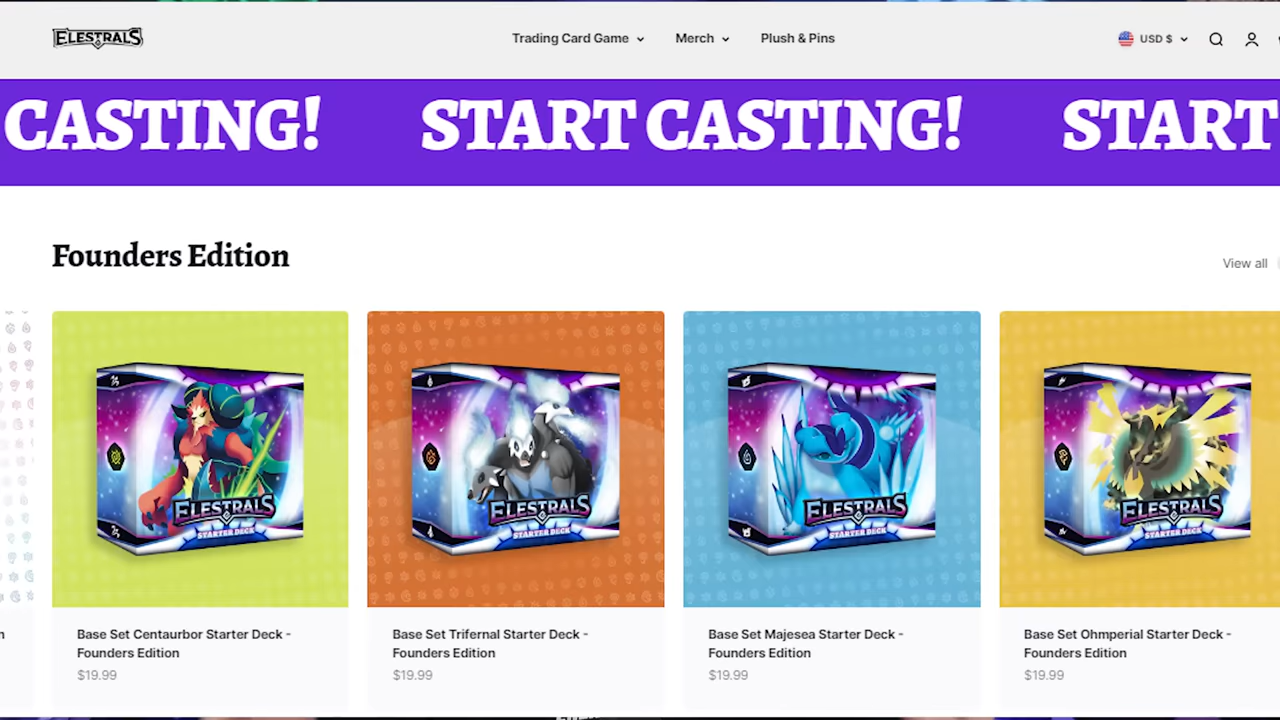 ELESTRALS
Trading Card Game
Merch
Plush & Pins
USD $
CASTING! START CASTING! START
Founders Edition
View all
ELESTRALS
STARTER DECK
ELESTRALS
STARTER DECK
ELESTRALS
STARTER DECK
ELESTRALS
STARTER DECK
Base Set Centaurbor Starter Deck -
Founders Edition
$19.99
Base Set Trifernal Starter Deck -
Founders Edition
$19.99
Base Set Majesea Starter Deck -
Founders Edition
$19.99
Base Set Ohmperial Starter Deck -
Founders Edition
$19.99